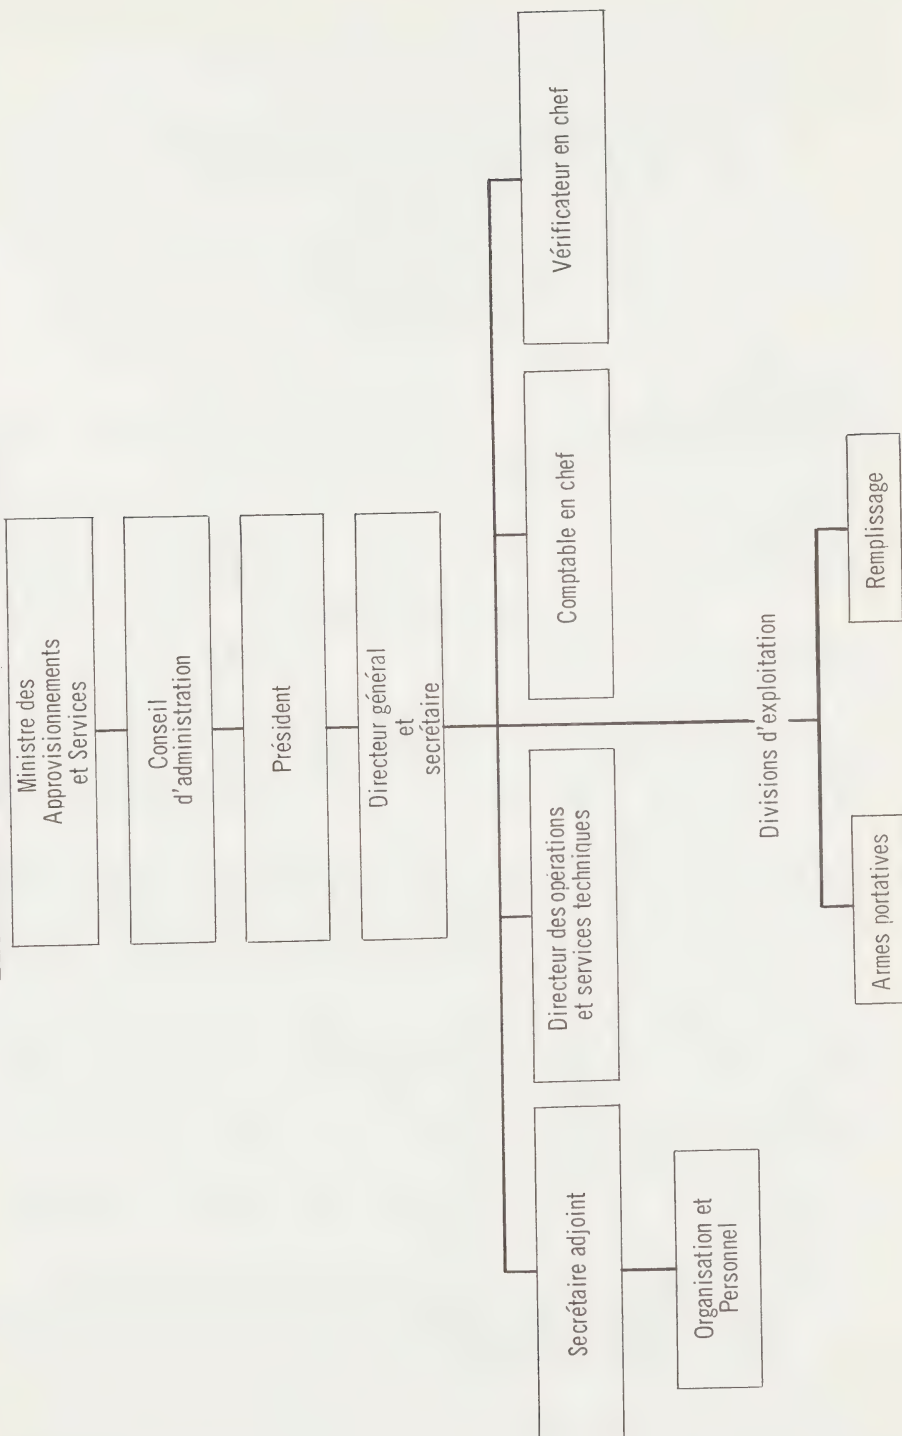 Ministre des
Approvisionnements
et Services
Conseil
d'administration
Président
Directeur général
et
secrétaire
Secrétaire adjoint
Directeur des opérations
et services techniques
Comptable en chef
Vérificateur en chef
Organisation et
Personnel
Divisions d'exploitation
Armes portatives
Remplissage